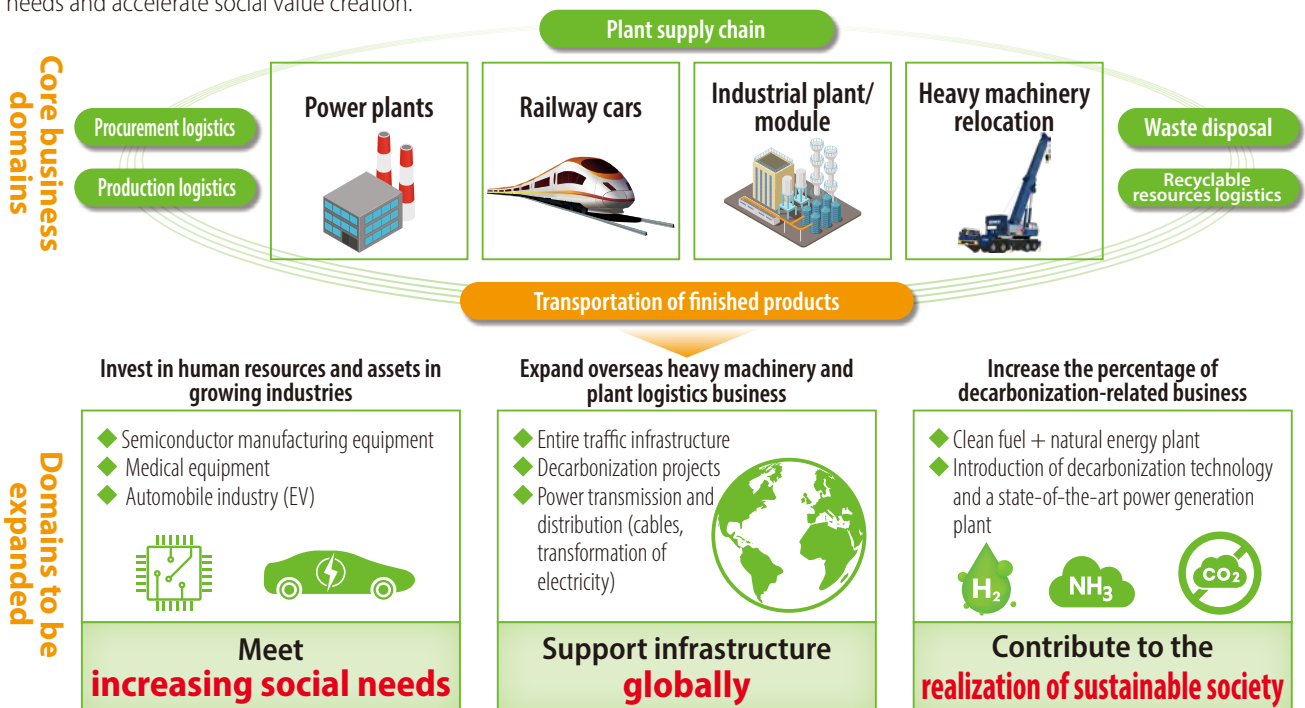 needs and accelerate social value creation.
Plant supply chain
Core business
domains
Procurement logistics
Production logistics
Power plants
Railway cars
Industrial plant/
module
Heavy machinery
relocation
Waste disposal
Recyclable
resources logistics
Transportation of finished products
Domains to be
expanded
Invest in human resources and assets in
growing industries
◆ Semiconductor manufacturing equipment
◆ Medical equipment
◆ Automobile industry (EV)
Meet
increasing social needs
Expand overseas heavy machinery and
plant logistics business
◆ Entire traffic infrastructure
◆ Decarbonization projects
◆ Power transmission and
distribution (cables,
transformation of
electricity)
Support infrastructure
globally
Increase the percentage of
decarbonization-related business
◆ Clean fuel + natural energy plant
◆ Introduction of decarbonization technology
and a state-of-the-art power generation
plant
H₂
NH₃
CO₂
Contribute to the
realization of sustainable society